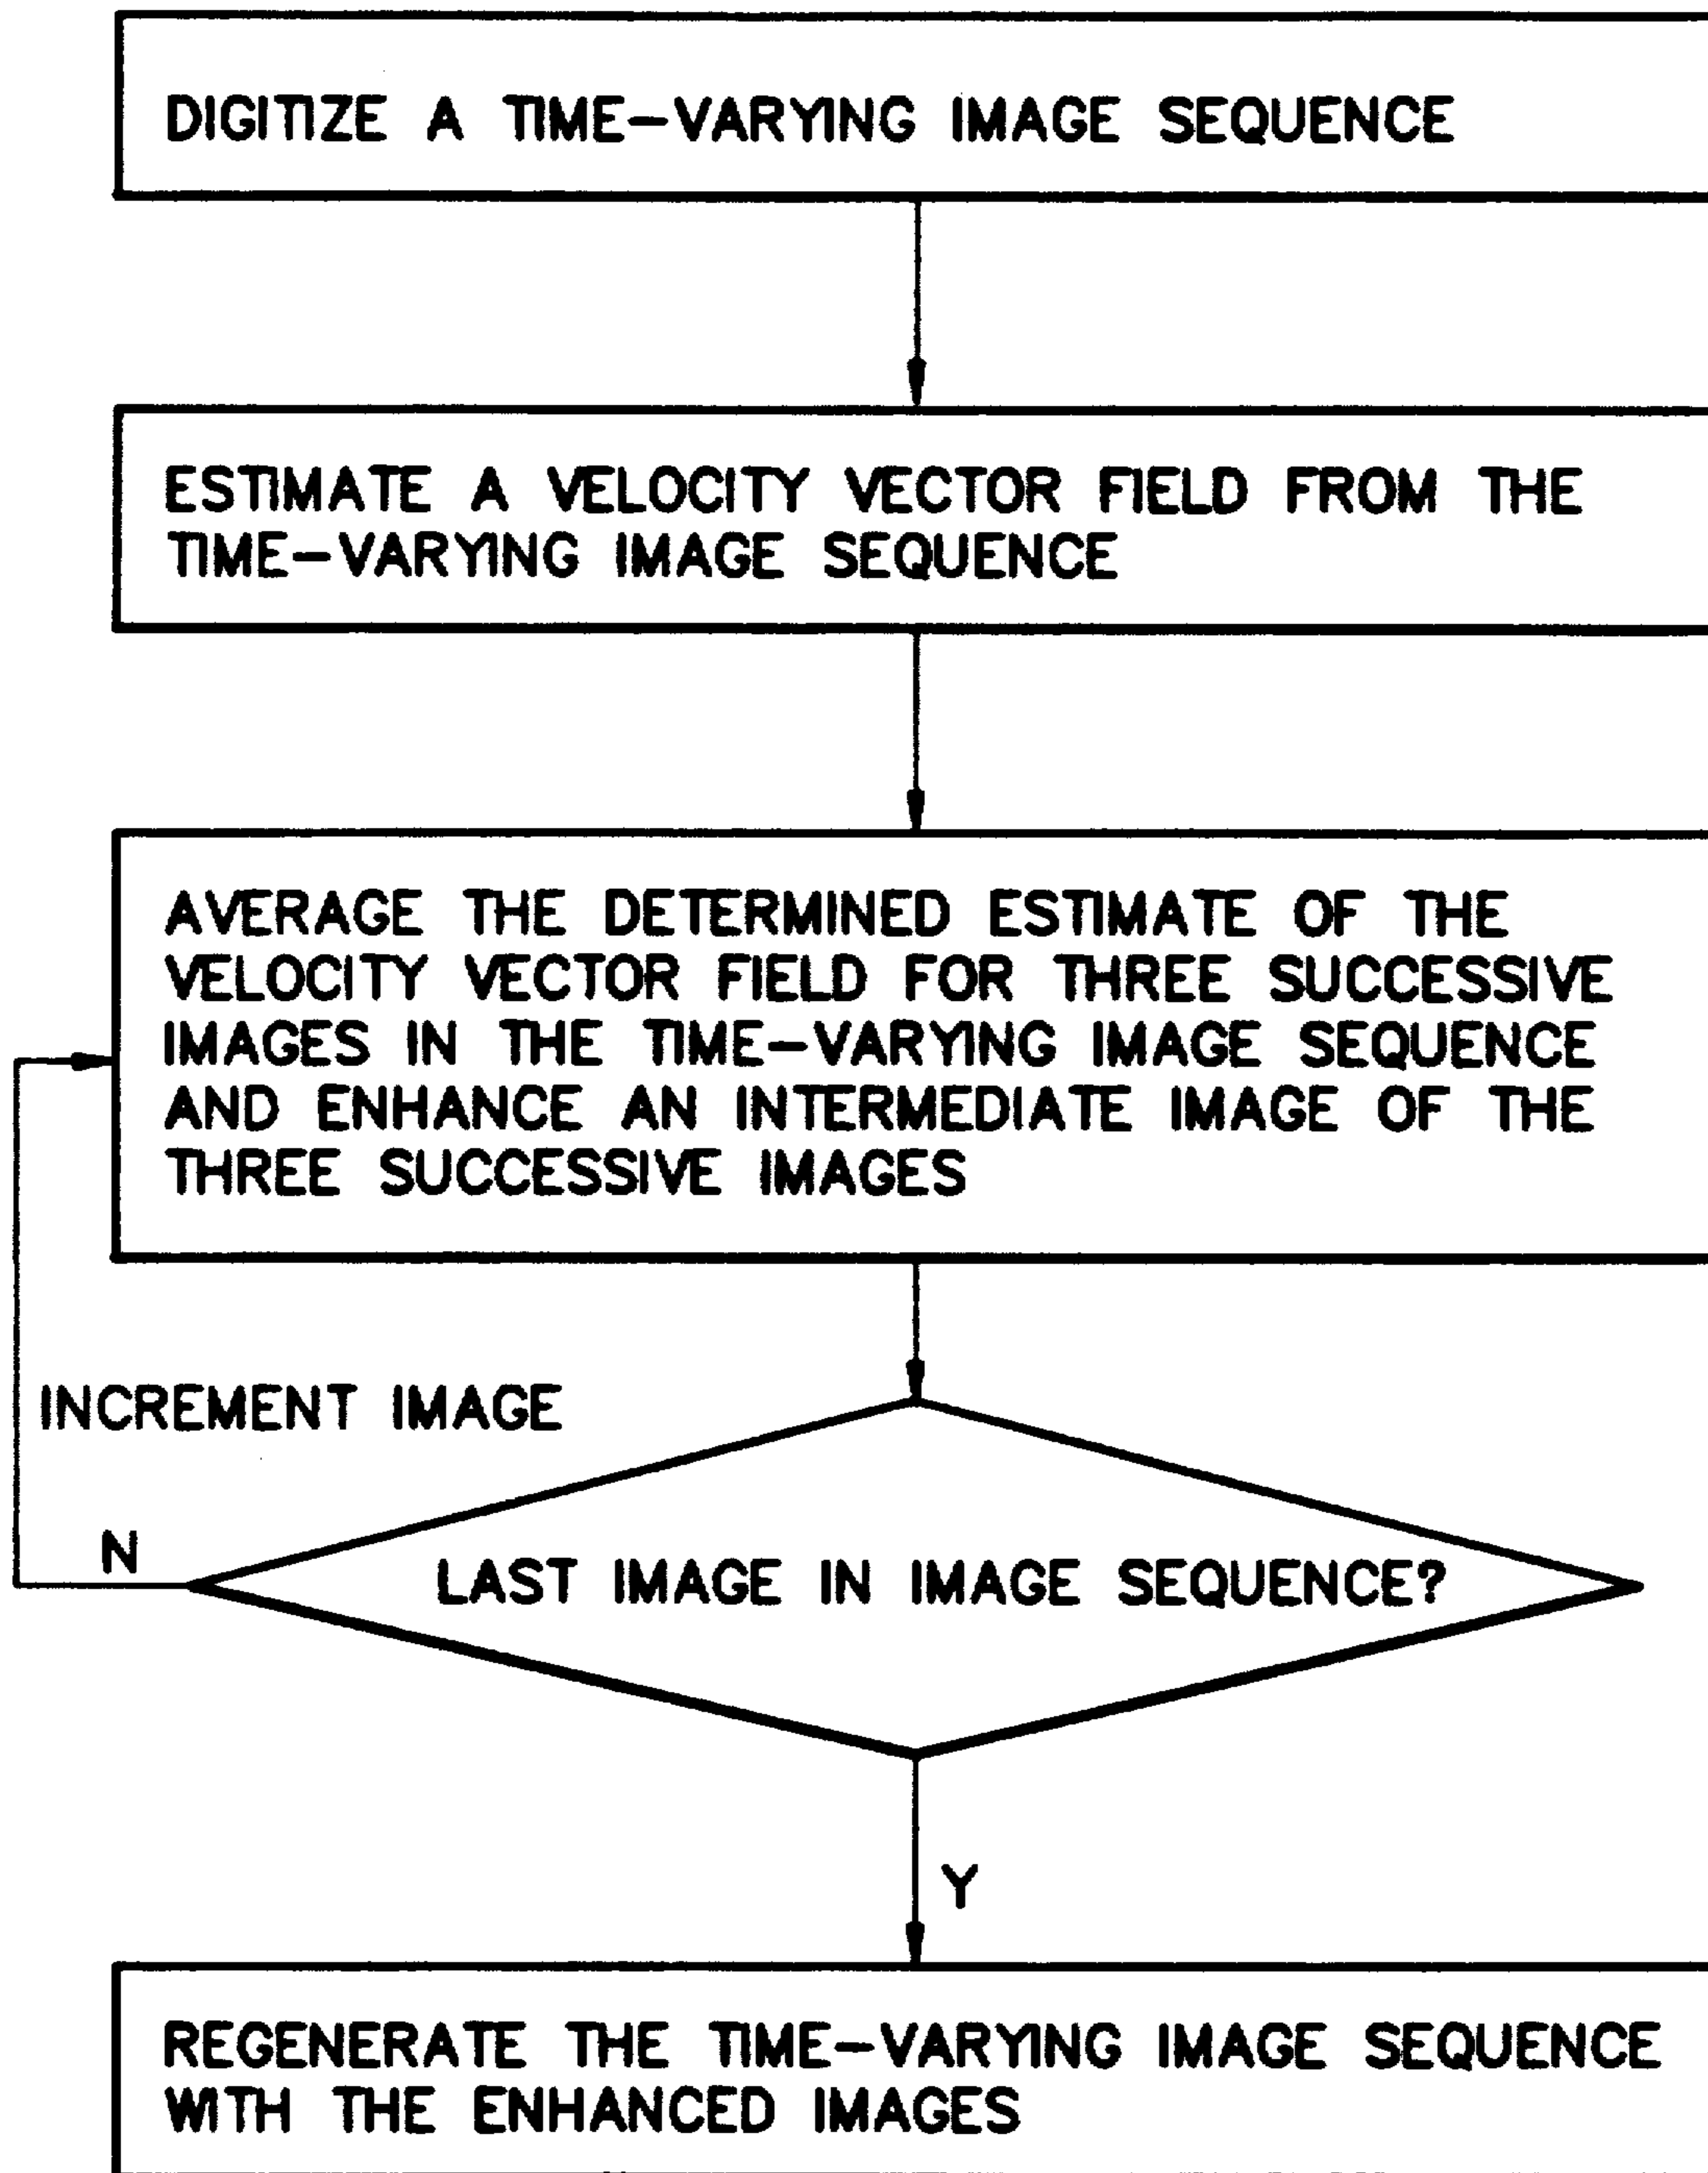 DIGITIZE A TIME-VARYING IMAGE SEQUENCE
ESTIMATE A VELOCITY VECTOR FIELD FROM THE
TIME-VARYING IMAGE SEQUENCE
AVERAGE THE DETERMINED ESTIMATE OF THE
VELOCITY VECTOR FIELD FOR THREE SUCCESSIVE
IMAGES IN THE TIME-VARYING IMAGE SEQUENCE
AND ENHANCE AN INTERMEDIATE IMAGE OF THE
THREE SUCCESSIVE IMAGES
INCREMENT IMAGE
N
LAST IMAGE IN IMAGE SEQUENCE?
Y
REGENERATE THE TIME-VARYING IMAGE SEQUENCE
WITH THE ENHANCED IMAGES